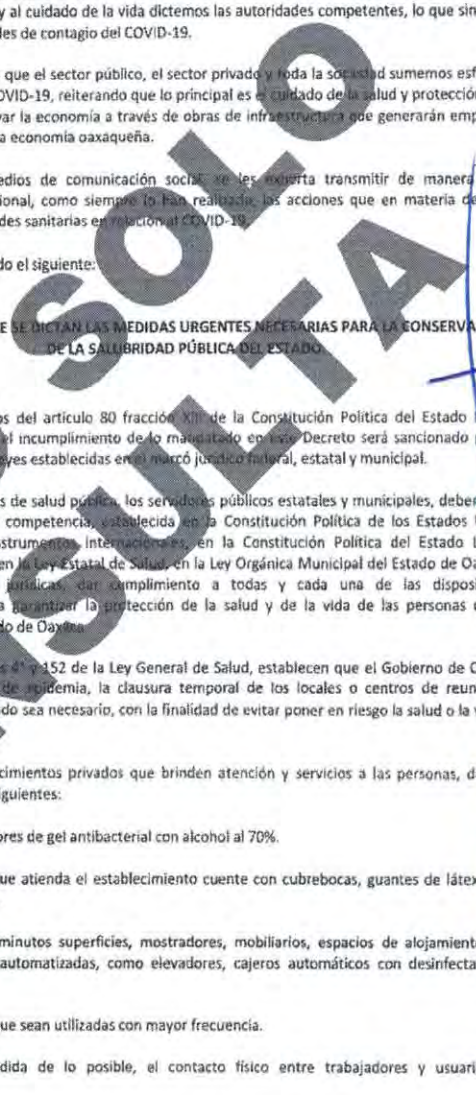 y al cuidado de la vida dictemos las autoridades competentes, lo que sin
des de contagio del COVID-19.
que el sector público, el sector privado y toda la sociedad sumemos esf
OVID-19, reiterando que lo principal es el cuidado de la salud y protección
var la economía a través de obras de infraestructura que generarán emp
a economía oaxaqueña.
edios de comunicación social, se les exhorta transmitir de manera
ional, como siempre lo han realizado, las acciones que en materia de
des sanitarias en relación al COVID-19.
do el siguiente:
E SE DICTAN LAS MEDIDAS URGENTES NECESARIAS PARA LA CONSERVA
DE LA SALUBRIDAD PÚBLICA DEL ESTADO.
os del artículo 80 fracción XIII de la Constitución Política del Estado L
el incumplimiento de lo mandatado en este Decreto será sancionado
eyes establecidas en el marcó jurídico federal, estatal y municipal.
s de salud pública, los servidores públicos estatales y municipales, deber
competencia, establecida en la Constitución Política de los Estados
strumentos internacionales, en la Constitución Política del Estado L
en la Ley Estatal de Salud, en la Ley Orgánica Municipal del Estado de Oa
jurídicas, dar cumplimiento a todas y cada una de las disposi
a garantizar la protección de la salud y de la vida de las personas
do de Oaxaca.
s 4° y 152 de la Ley General de Salud, establecen que el Gobierno de O
de epidemia, la clausura temporal de los locales o centros de reun
do sea necesario, con la finalidad de evitar poner en riesgo la salud o la v
cimientos privados que brinden atención y servicios a las personas, d
iguientes:
ores de gel antibacterial con alcohol al 70%.
ue atienda el establecimiento cuente con cubrebocas, guantes de látex
minutos superficies, mostradores, mobiliarios, espacios de alojamiento
automatizadas, como elevadores, cajeros automáticos con desinfecta
ue sean utilizadas con mayor frecuencia.
dida de lo posible, el contacto físico entre trabajadores y usuari
SOLO
NSULTA